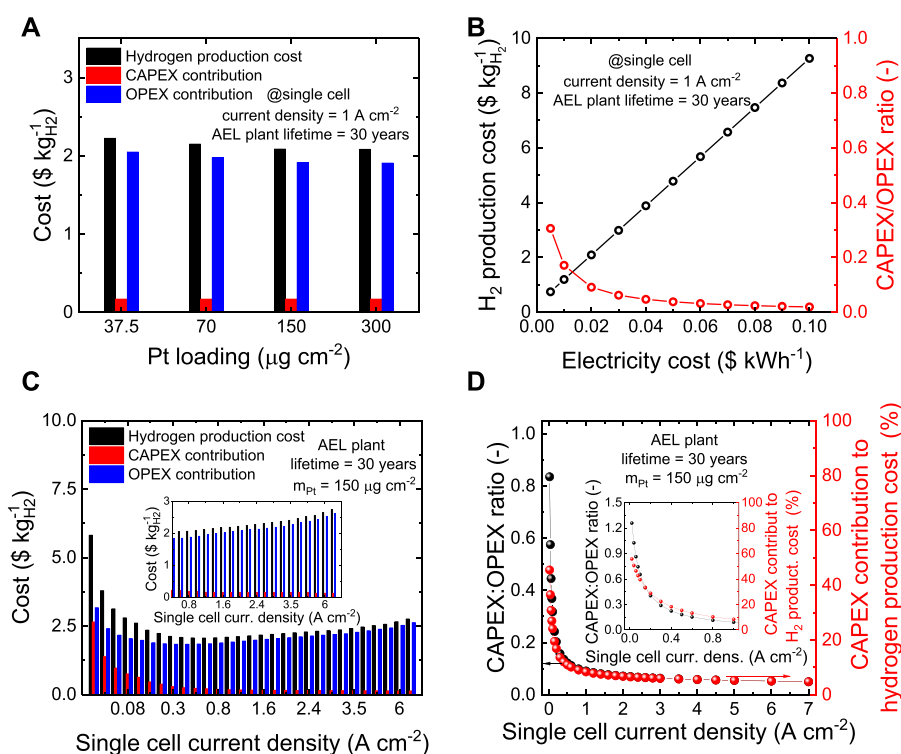 A
Hydrogen production cost
CAPEX contribution
OPEX contribution
@single cell
current density = 1 A cm-2
AEL plant lifetime = 30 years
Cost ($ kg-1H2)
3
2
1
0
37.5 70 150 300
Pt loading (μg cm-2)
B
@single cell
current density = 1 A cm-2
AEL plant lifetime = 30 years
H2 production cost ($ kg-1H2)
10
8
6
4
2
0
CAPEX/OPEX ratio (-)
1.0
0.8
0.6
0.4
0.2
0.0
0.00 0.02 0.04 0.06 0.08 0.10
Electricity cost ($ kWh-1)
C
Hydrogen production cost
CAPEX contribution
OPEX contribution
AEL plant
lifetime = 30 years
mPt = 150 μg cm-2
Cost ($ kg-1H2)
10.0
7.5
5.0
2.5
0.0
Cost ($ kg-1H2)
3
2
1
0
0.8 1.6 2.4 3.5 6
Single cell curr. density (A cm-2)
0.08 0.3 0.8 1.6 2.4 3.5 6
Single cell current density (A cm-2)
D
AEL plant
lifetime = 30 years
mPt = 150 μg cm-2
CAPEX:OPEX ratio (-)
1.0
0.8
0.6
0.4
0.2
0.0
CAPEX contribution to
hydrogen production cost (%)
100
80
60
40
20
0
CAPEX:OPEX ratio (-)
1.5
1.2
0.9
0.6
0.3
0.0
CAPEX contribut to
H2 product. cost (%)
100
80
60
40
20
0
0.0 0.4 0.8
Single cell curr. dens. (A cm-2)
0 1 2 3 4 5 6 7
Single cell current density (A cm-2)